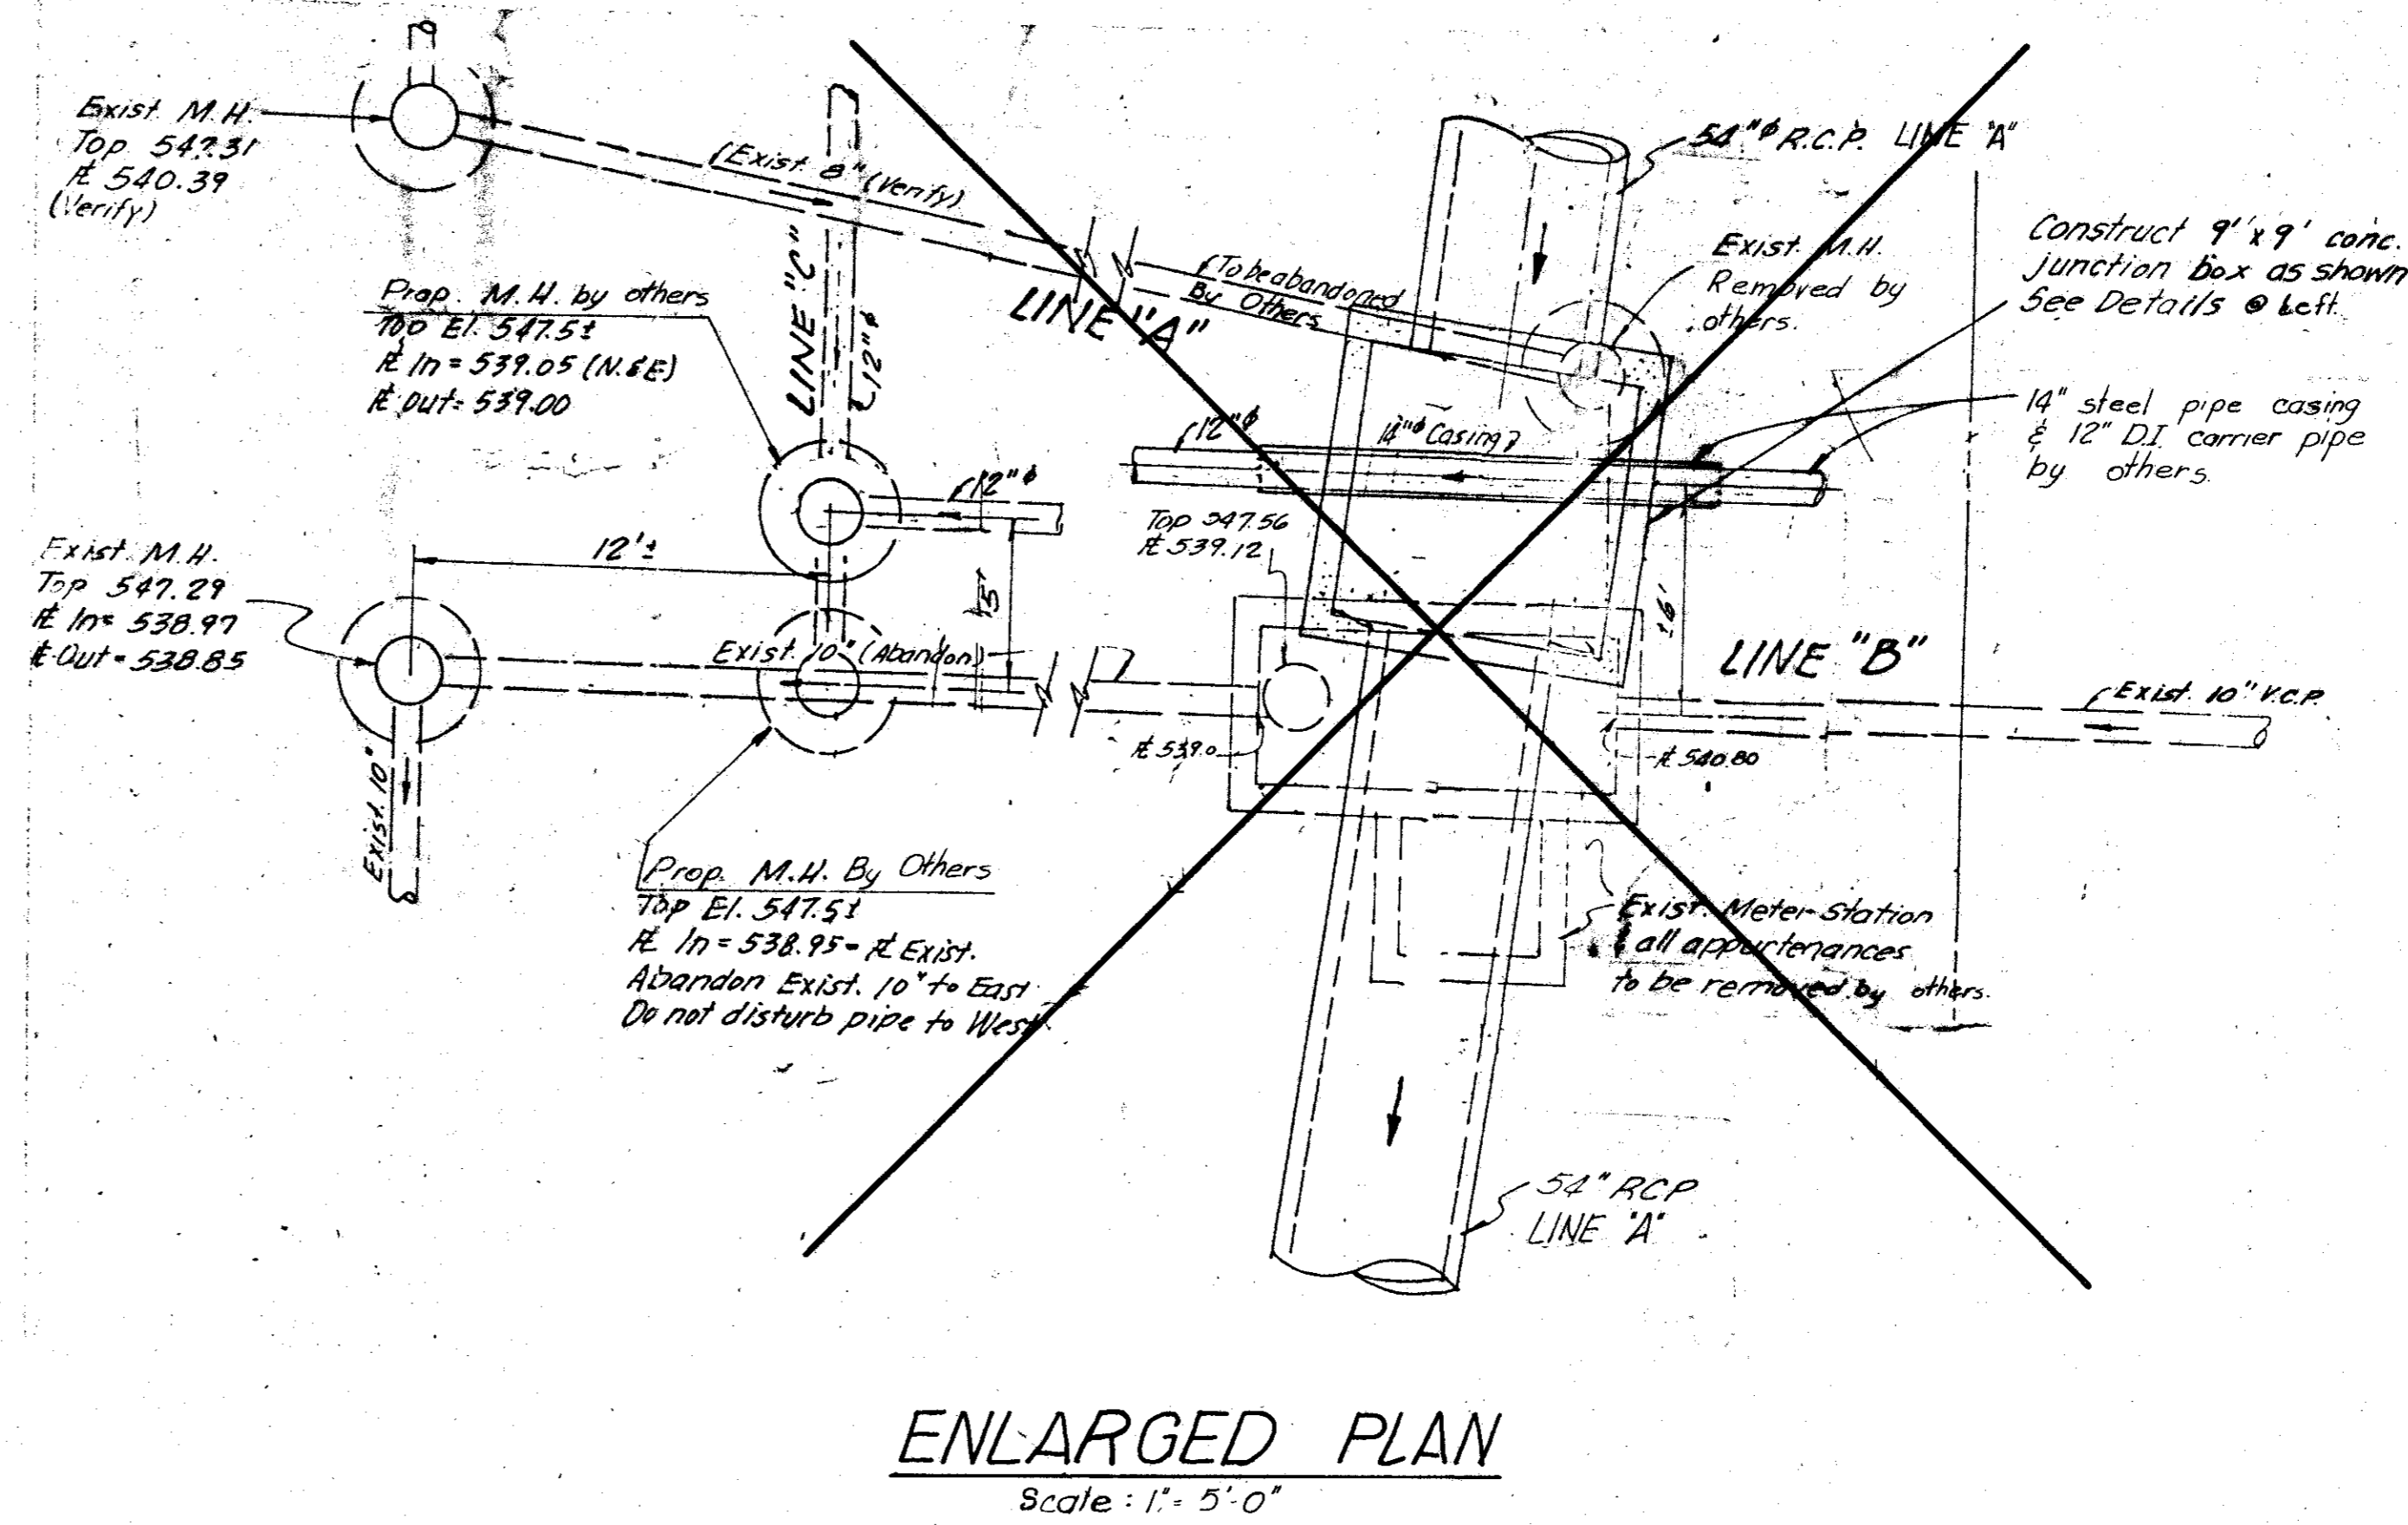 Exist. M.H.
Top 547.31
℄ 540.39
(Verify)
Exist. 8" (Verify)
54"φ R.C.P. LINE "A"
Construct 9' x 9' conc.
junction box as shown
See Details @ Left.
Exist. M.H.
Removed by
others.
To be abandoned
By Others
LINE "A"
LINE "C"
12"φ
Prop. M.H. by others
Top El. 547.5±
℄ In = 539.05 (N.&E)
℄ Out = 539.00
14" steel pipe casing
& 12" D.I. carrier pipe
by others.
12"φ
14"φ Casing
12"φ
Top 547.56
℄ 539.12
12'±
Exist. M.H.
Top 547.29
℄ In = 538.97
℄ Out = 538.85
Exist. 10" (Abandon)
±6'
LINE "B"
Exist. 10" V.C.P.
℄ 539.0
℄ 540.80
Exist. 10"
Prop. M.H. By Others
Top El. 547.5±
℄ In = 538.95 = ℄ Exist.
Abandon Exist. 10" to East
Do not disturb pipe to West
Exist. Meter Station
& all appurtenances
to be removed by others.
54" RCP
LINE "A"
ENLARGED PLAN
Scale : 1" = 5'-0"